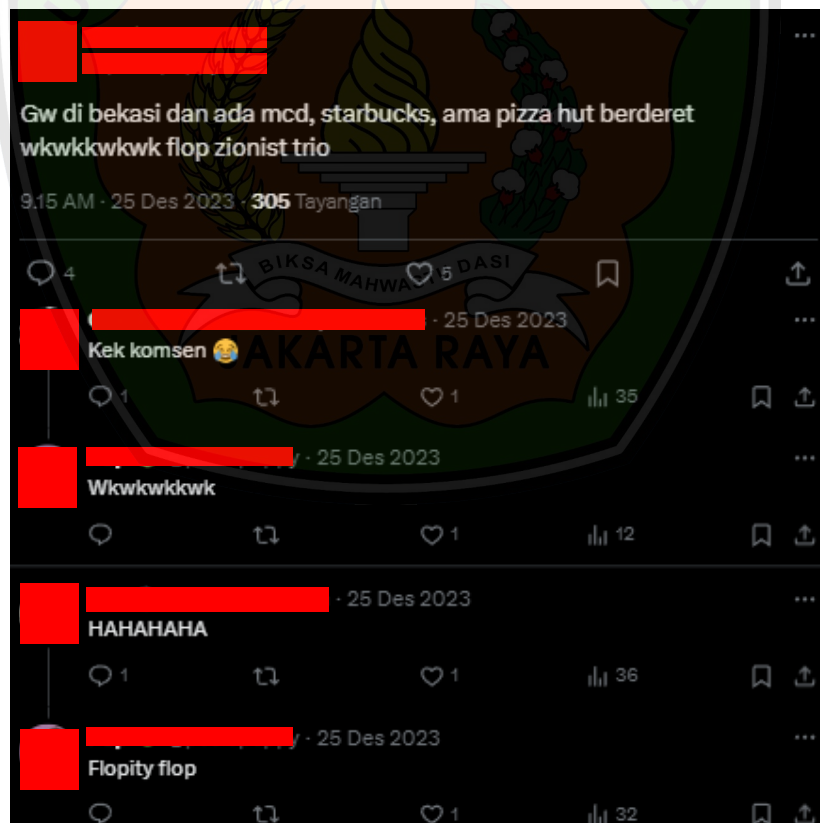 Gw di bekasi dan ada mcd, starbucks, ama pizza hut berderet
wkwkkwkwk flop zionist trio
9.15 AM · 25 Des 2023 · 305 Tayangan
4 5
BIKSA MAHWASTU DASI
· 25 Des 2023
Kek komsen 😂
JAKARTA RAYA
1 1 35
· 25 Des 2023
Wkwkwkkwk
1 12
· 25 Des 2023
HAHAHAHA
1 1 36
· 25 Des 2023
Flopity flop
1 32